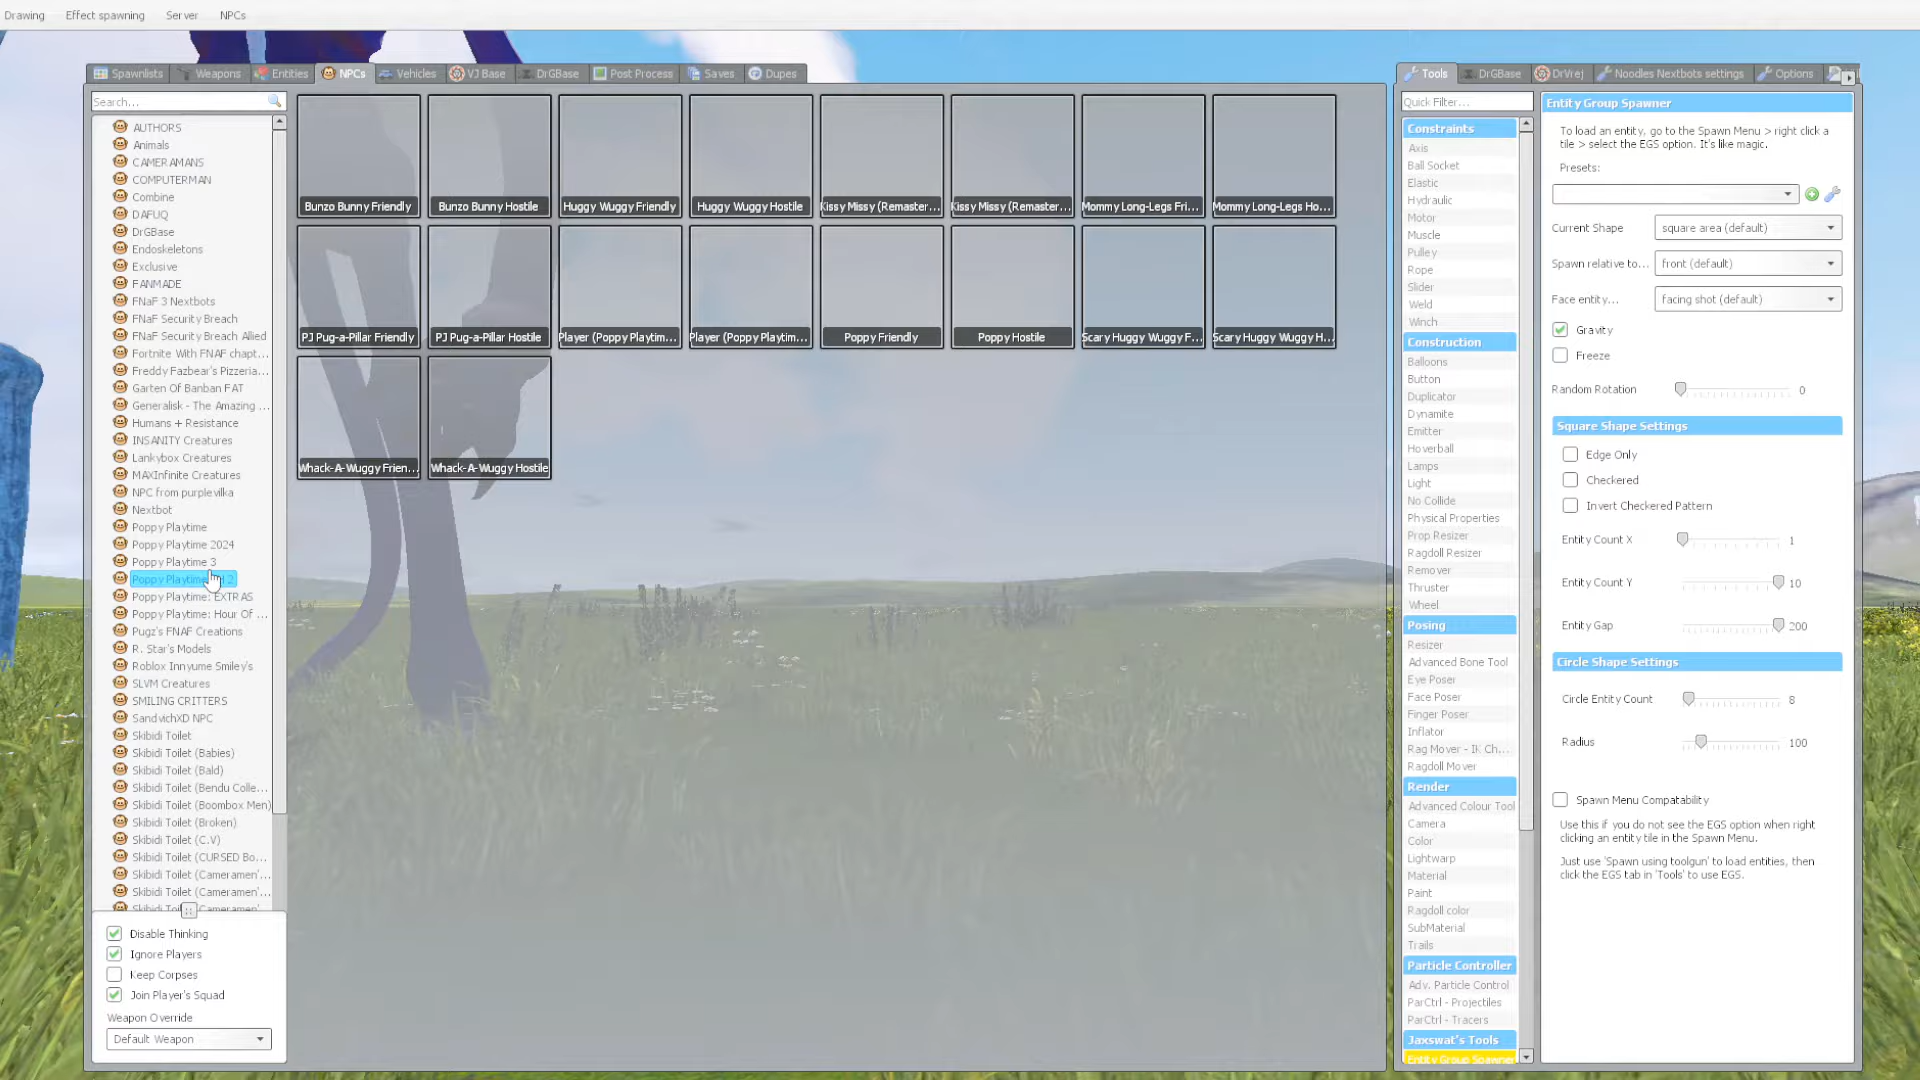 Drawing Effect spawning Server NPCs
Spawnlists Weapons Entities NPCs Vehicles VJ Base DrGBase Post Process Saves Dupes
Search...
AUTHORS
Animals
CAMERAMANS
COMPUTERMAN
Combine
DAFUQ
DrGBase
Endoskeletons
Exclusive
FANMADE
FNaF 3 Nextbots
FNaF Security Breach
FNaF Security Breach Allied
Fortnite With FNAF chapt...
Freddy Fazbear's Pizzeria...
Garten Of Banban FAT
Generalisk - The Amazing ...
Humans + Resistance
INSANITY Creatures
Lankybox Creatures
MAXInfinite Creatures
NPC from purplevilka
Nextbot
Poppy Playtime
Poppy Playtime 2024
Poppy Playtime 3
Poppy Playtime 2
Poppy Playtime: EXTRAS
Poppy Playtime: Hour Of ...
Pugz's FNAF Creations
R. Star's Models
Roblox Innyume Smiley's
SLVM Creatures
SMILING CRITTERS
SandvichXD NPC
Skibidi Toilet
Skibidi Toilet (Babies)
Skibidi Toilet (Bald)
Skibidi Toilet (Bendu Colle...
Skibidi Toilet (Boombox Men)
Skibidi Toilet (Broken)
Skibidi Toilet (C.V)
Skibidi Toilet (CURSED Bo...
Skibidi Toilet (Cameramen'...
Skibidi Toilet (Cameramen'...
Disable Thinking
Ignore Players
Keep Corpses
Join Player's Squad
Weapon Override
Default Weapon
Bunzo Bunny Friendly Bunzo Bunny Hostile Huggy Wuggy Friendly Huggy Wuggy Hostile Kissy Missy (Remaster... Kissy Missy (Remaster... Mommy Long-Legs Fri... Mommy Long-Legs Ho...
PJ Pug-a-Pillar Friendly PJ Pug-a-Pillar Hostile Player (Poppy Playtim... Player (Poppy Playtim... Poppy Friendly Poppy Hostile Scary Huggy Wuggy F... Scary Huggy Wuggy H...
Whack-A-Wuggy Frien... Whack-A-Wuggy Hostile
Tools DrGBase DrVrej Noodles Nextbots settings Options
Quick Filter...
Constraints
Axis
Ball Socket
Elastic
Hydraulic
Motor
Muscle
Pulley
Rope
Slider
Weld
Winch
Construction
Balloons
Button
Duplicator
Dynamite
Emitter
Hoverball
Lamps
Light
No Collide
Physical Properties
Prop Resizer
Ragdoll Resizer
Remover
Thruster
Wheel
Posing
Resizer
Advanced Bone Tool
Eye Poser
Face Poser
Finger Poser
Inflator
Rag Mover - IK Ch...
Ragdoll Mover
Render
Advanced Colour Tool
Camera
Color
Lightwarp
Material
Paint
Ragdoll color
SubMaterial
Trails
Particle Controller
Adv. Particle Control
ParCtrl - Projectiles
ParCtrl - Tracers
Jaxswat's Tools
Entity Group Spawner
Entity Group Spawner
To load an entity, go to the Spawn Menu > right click a
tile > select the EGS option. It's like magic.
Presets:
Current Shape square area (default)
Spawn relative to... front (default)
Face entity... facing shot (default)
Gravity
Freeze
Random Rotation 0
Square Shape Settings
Edge Only
Checkered
Invert Checkered Pattern
Entity Count X 1
Entity Count Y 10
Entity Gap 200
Circle Shape Settings
Circle Entity Count 8
Radius 100
Spawn Menu Compatability
Use this if you do not see the EGS option when right
clicking an entity tile in the Spawn Menu.
Just use 'Spawn using toolgun' to load entities, then
click the EGS tab in 'Tools' to use EGS.